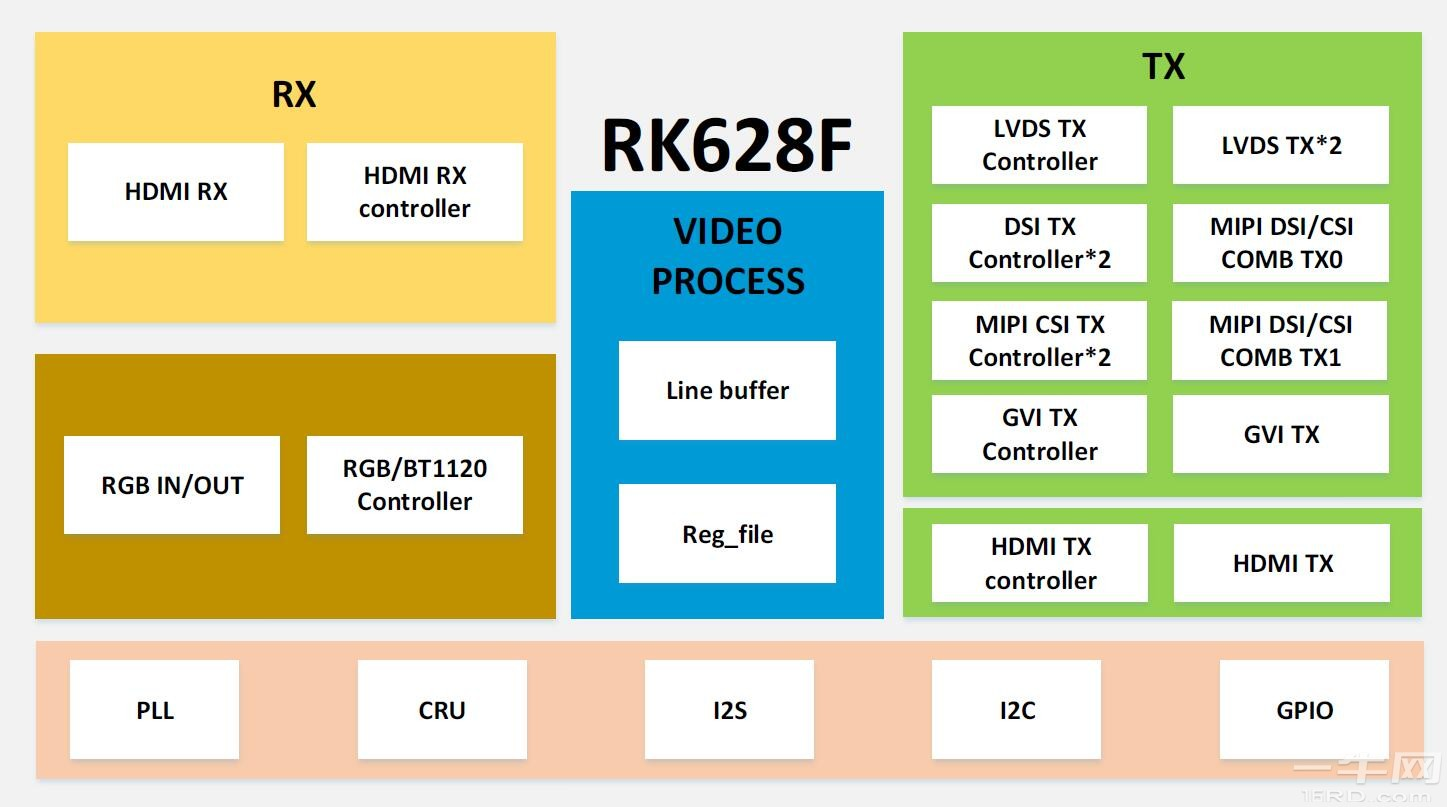 RX
HDMI RX
HDMI RX
controller
RGB IN/OUT
RGB/BT1120
Controller
RK628F
VIDEO
PROCESS
Line buffer
Reg_file
TX
LVDS TX
Controller
LVDS TX*2
DSI TX
Controller*2
MIPI DSI/CSI
COMB TX0
MIPI CSI TX
Controller*2
MIPI DSI/CSI
COMB TX1
GVI TX
Controller
GVI TX
HDMI TX
controller
HDMI TX
PLL
CRU
I2S
I2C
GPIO
一牛网
16RD.com